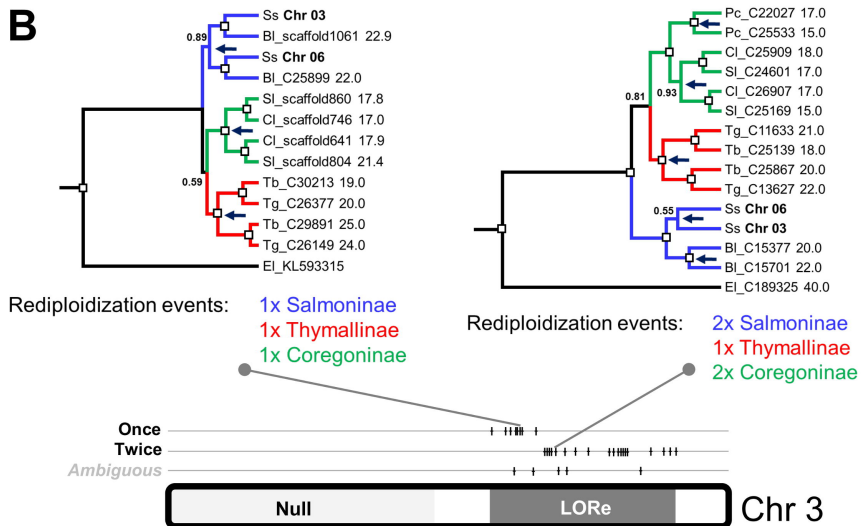 B
0.89
Ss Chr 03
Bl_scaffold1061 22.9
Ss Chr 06
Bl_C25899 22.0
Sl_scaffold860 17.8
Cl_scaffold746 17.0
Cl_scaffold641 17.9
Sl_scaffold804 21.4
0.59
Tb_C30213 19.0
Tg_C26377 20.0
Tb_C29891 25.0
Tg_C26149 24.0
El_KL593315
Rediploidization events:
1x Salmoninae
1x Thymallinae
1x Coregoninae
Pc_C22027 17.0
Pc_C25533 15.0
Cl_C25909 18.0
Sl_C24601 17.0
0.81
0.93
Cl_C26907 17.0
Sl_C25169 15.0
Tg_C11633 21.0
Tb_C25139 18.0
Tb_C25867 20.0
Tg_C13627 22.0
0.55
Ss Chr 06
Ss Chr 03
Bl_C15377 20.0
Bl_C15701 22.0
El_C189325 40.0
Rediploidization events:
2x Salmoninae
1x Thymallinae
2x Coregoninae
Once
Twice
Ambiguous
Null
LORe
Chr 3